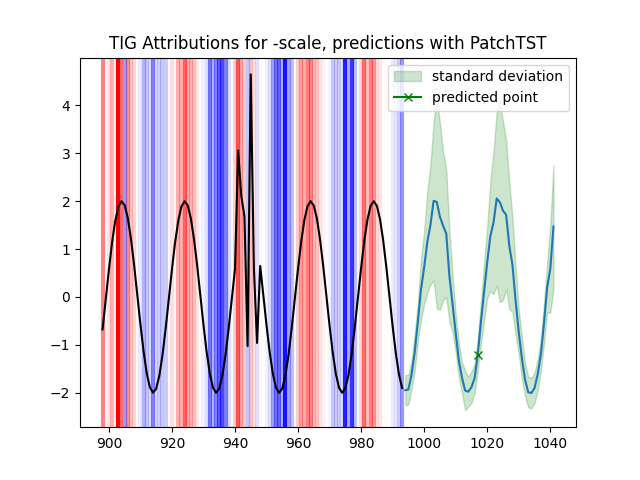 TIG Attributions for -scale, predictions with PatchTST
standard deviation
predicted point
4
3
2
1
0
−1
−2
900 920 940 960 980 1000 1020 1040